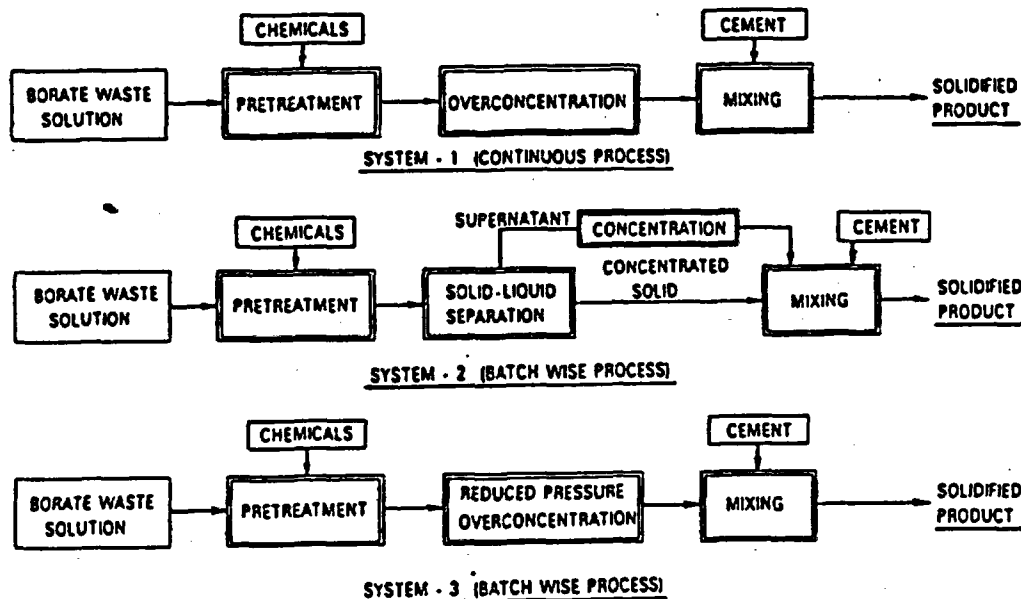 CHEMICALS
CEMENT
BORATE WASTE
SOLUTION
PRETREATMENT
OVERCONCENTRATION
MIXING
SOLIDIFIED
PRODUCT
SYSTEM - 1 (CONTINUOUS PROCESS)
SUPERNATANT
CONCENTRATION
CHEMICALS
CEMENT
BORATE WASTE
SOLUTION
PRETREATMENT
SOLID-LIQUID
SEPARATION
CONCENTRATED
SOLID
MIXING
SOLIDIFIED
PRODUCT
SYSTEM - 2 (BATCH WISE PROCESS)
CHEMICALS
CEMENT
BORATE WASTE
SOLUTION
PRETREATMENT
REDUCED PRESSURE
OVERCONCENTRATION
MIXING
SOLIDIFIED
PRODUCT
SYSTEM - 3 (BATCH WISE PROCESS)